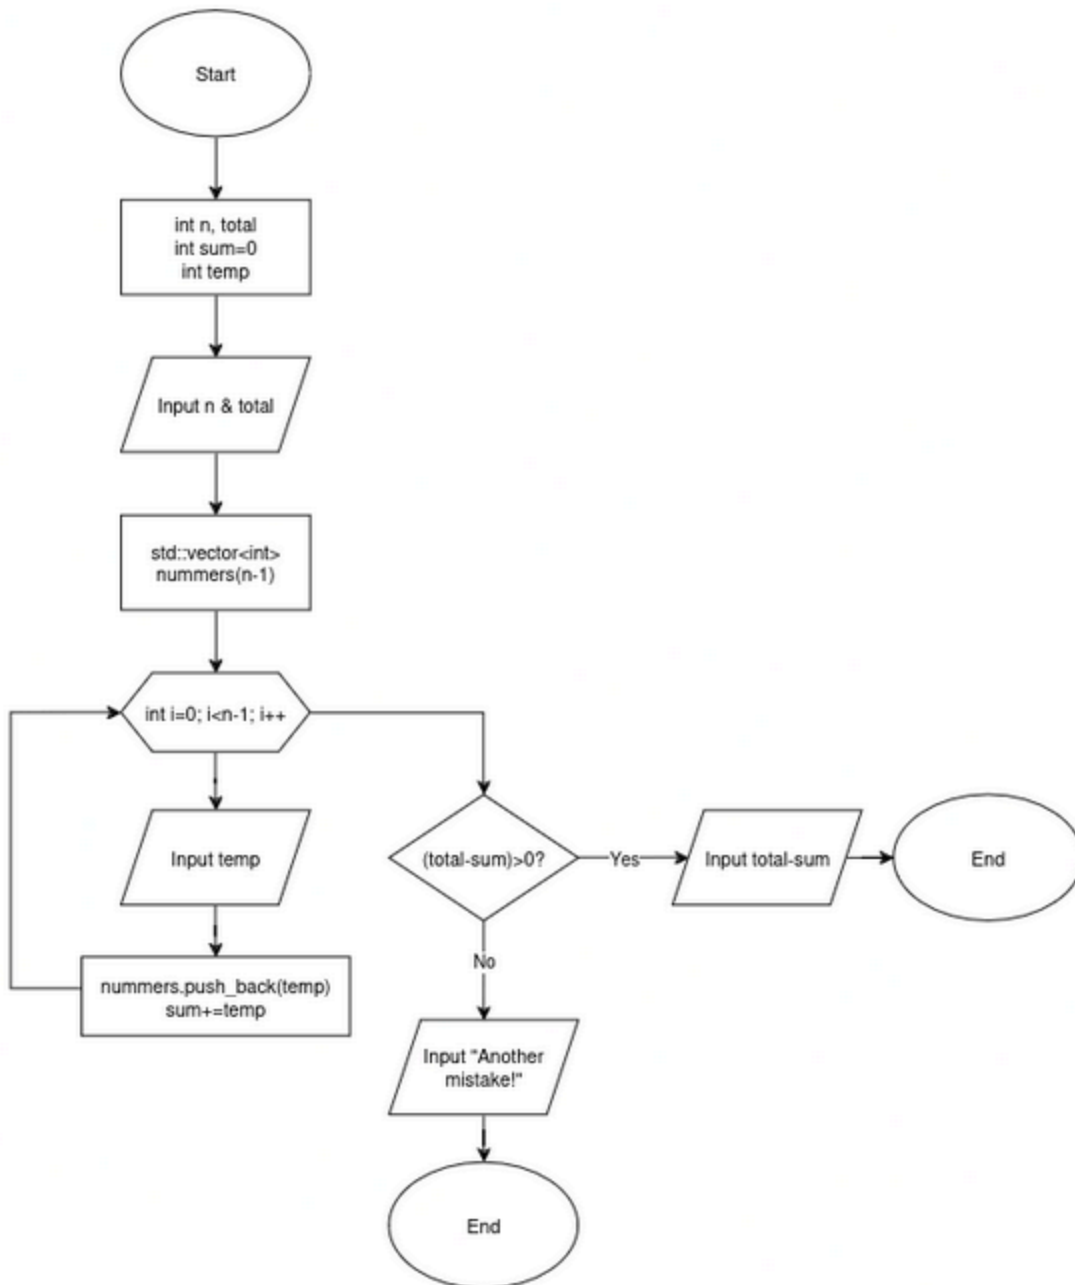 Start
int n, total
int sum=0
int temp
Input n & total
std::vector<int>
nummers(n-1)
int i=0; i<n-1; i++
Input temp
nummers.push_back(temp)
sum+=temp
(total-sum)>0?
Yes
Input total-sum
End
No
Input "Another
mistake!"
End